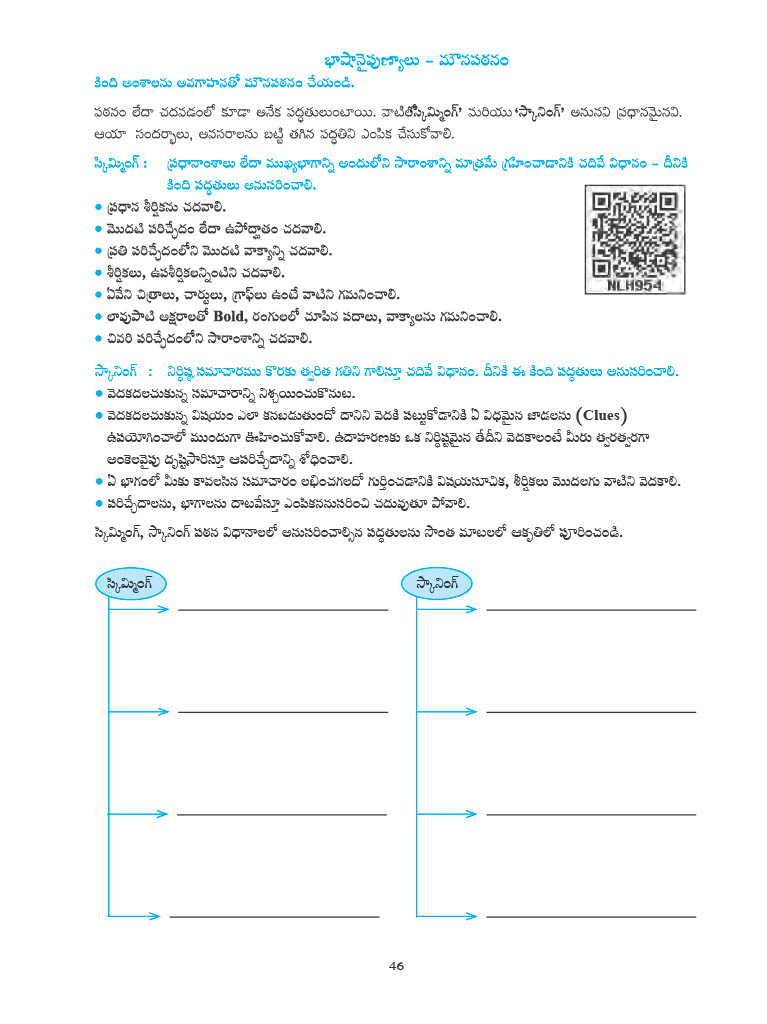 భాషానైపుణ్యాలు – మౌనపఠనం
కింది అంశాలను అవగాహనతో మౌనపఠనం చేయండి.
పఠనం లేదా చదవడంలో కూడా అనేక పద్ధతులుంటాయి. వాటిలో‘స్కిమ్మింగ్’ మరియు ‘స్కానింగ్’ అనునవి ప్రధానమైనవి.
ఆయా సందర్భాలు, అవసరాలను బట్టి తగిన పద్ధతిని ఎంపిక చేసుకోవాలి.
స్కిమ్మింగ్ : ప్రధానాంశాలు లేదా ముఖ్యభాగాన్ని అందులోని సారాంశాన్ని మాత్రమే గ్రహించాడానికి చదివే విధానం – దీనికి
కింది పద్ధతులు అనుసరించాలి.
• ప్రధాన శీర్షికను చదవాలి.
• మొదటి పరిచ్ఛేదం లేదా ఉపోద్ఘాతం చదవాలి.
• ప్రతి పరిచ్ఛేదంలోని మొదటి వాక్యాన్ని చదవాలి.
• శీర్షికలు, ఉపశీర్షికలన్నింటిని చదవాలి.
• ఏవేని చిత్రాలు, చార్టులు, గ్రాఫ్‌లు ఉంటే వాటిని గమనించాలి.
• లావుపాటి అక్షరాలతో Bold, రంగులలో చూపిన పదాలు, వాక్యాలను గమనించాలి.
• చివరి పరిచ్ఛేదంలోని సారాంశాన్ని చదవాలి.
NLH954
స్కానింగ్ : నిర్ధిష్ఠ సమాచారము కొరకు త్వరిత గతిని గాలిస్తూ చదివే విధానం. దీనికి ఈ కింది పద్ధతులు అనుసరించాలి.
• వెదకదలచుకున్న సమాచారాన్ని నిశ్చయించుకొనుట.
• వెదకదలచుకున్న విషయం ఎలా కనబడుతుందో దానిని వెదకి పట్టుకోడానికి ఏ విధమైన జాడలను (Clues)
ఉపయోగించాలో ముందుగా ఊహించుకోవాలి. ఉదాహరణకు ఒక నిర్ధిష్టమైన తేదీని వెదకాలంటే మీరు త్వరత్వరగా
అంకెలవైపు దృష్టిసారిస్తూ ఆపరిచ్ఛేదాన్ని శోధించాలి.
• ఏ భాగంలో మీకు కావలసిన సమాచారం లభించగలదో గుర్తించడానికి విషయసూచిక, శీర్షికలు మొదలగు వాటిని వెదకాలి.
• పరిచ్ఛేదాలను, భాగాలను దాటవేస్తూ ఎంపికననుసరించి చదువుతూ పోవాలి.
స్కిమ్మింగ్, స్కానింగ్ పఠన విధానాలలో అనుసరించాల్సిన పద్ధతులను సొంత మాటలలో ఆకృతిలో పూరించండి.
స్కిమ్మింగ్ స్కానింగ్
46